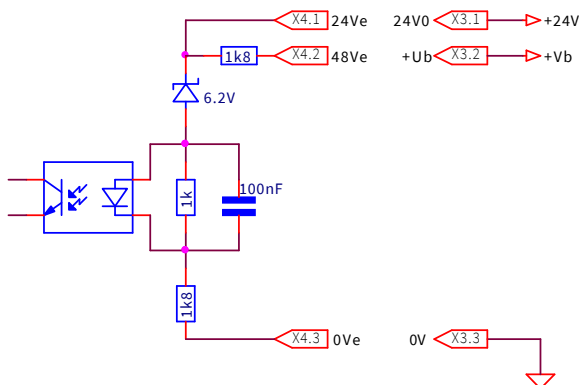 X4.1 24Ve 24V0 X3.1 +24V
1k8 X4.2 48Ve +Ub X3.2 +Vb
6.2V
100nF
1k
1k8
X4.3 0Ve 0V X3.3